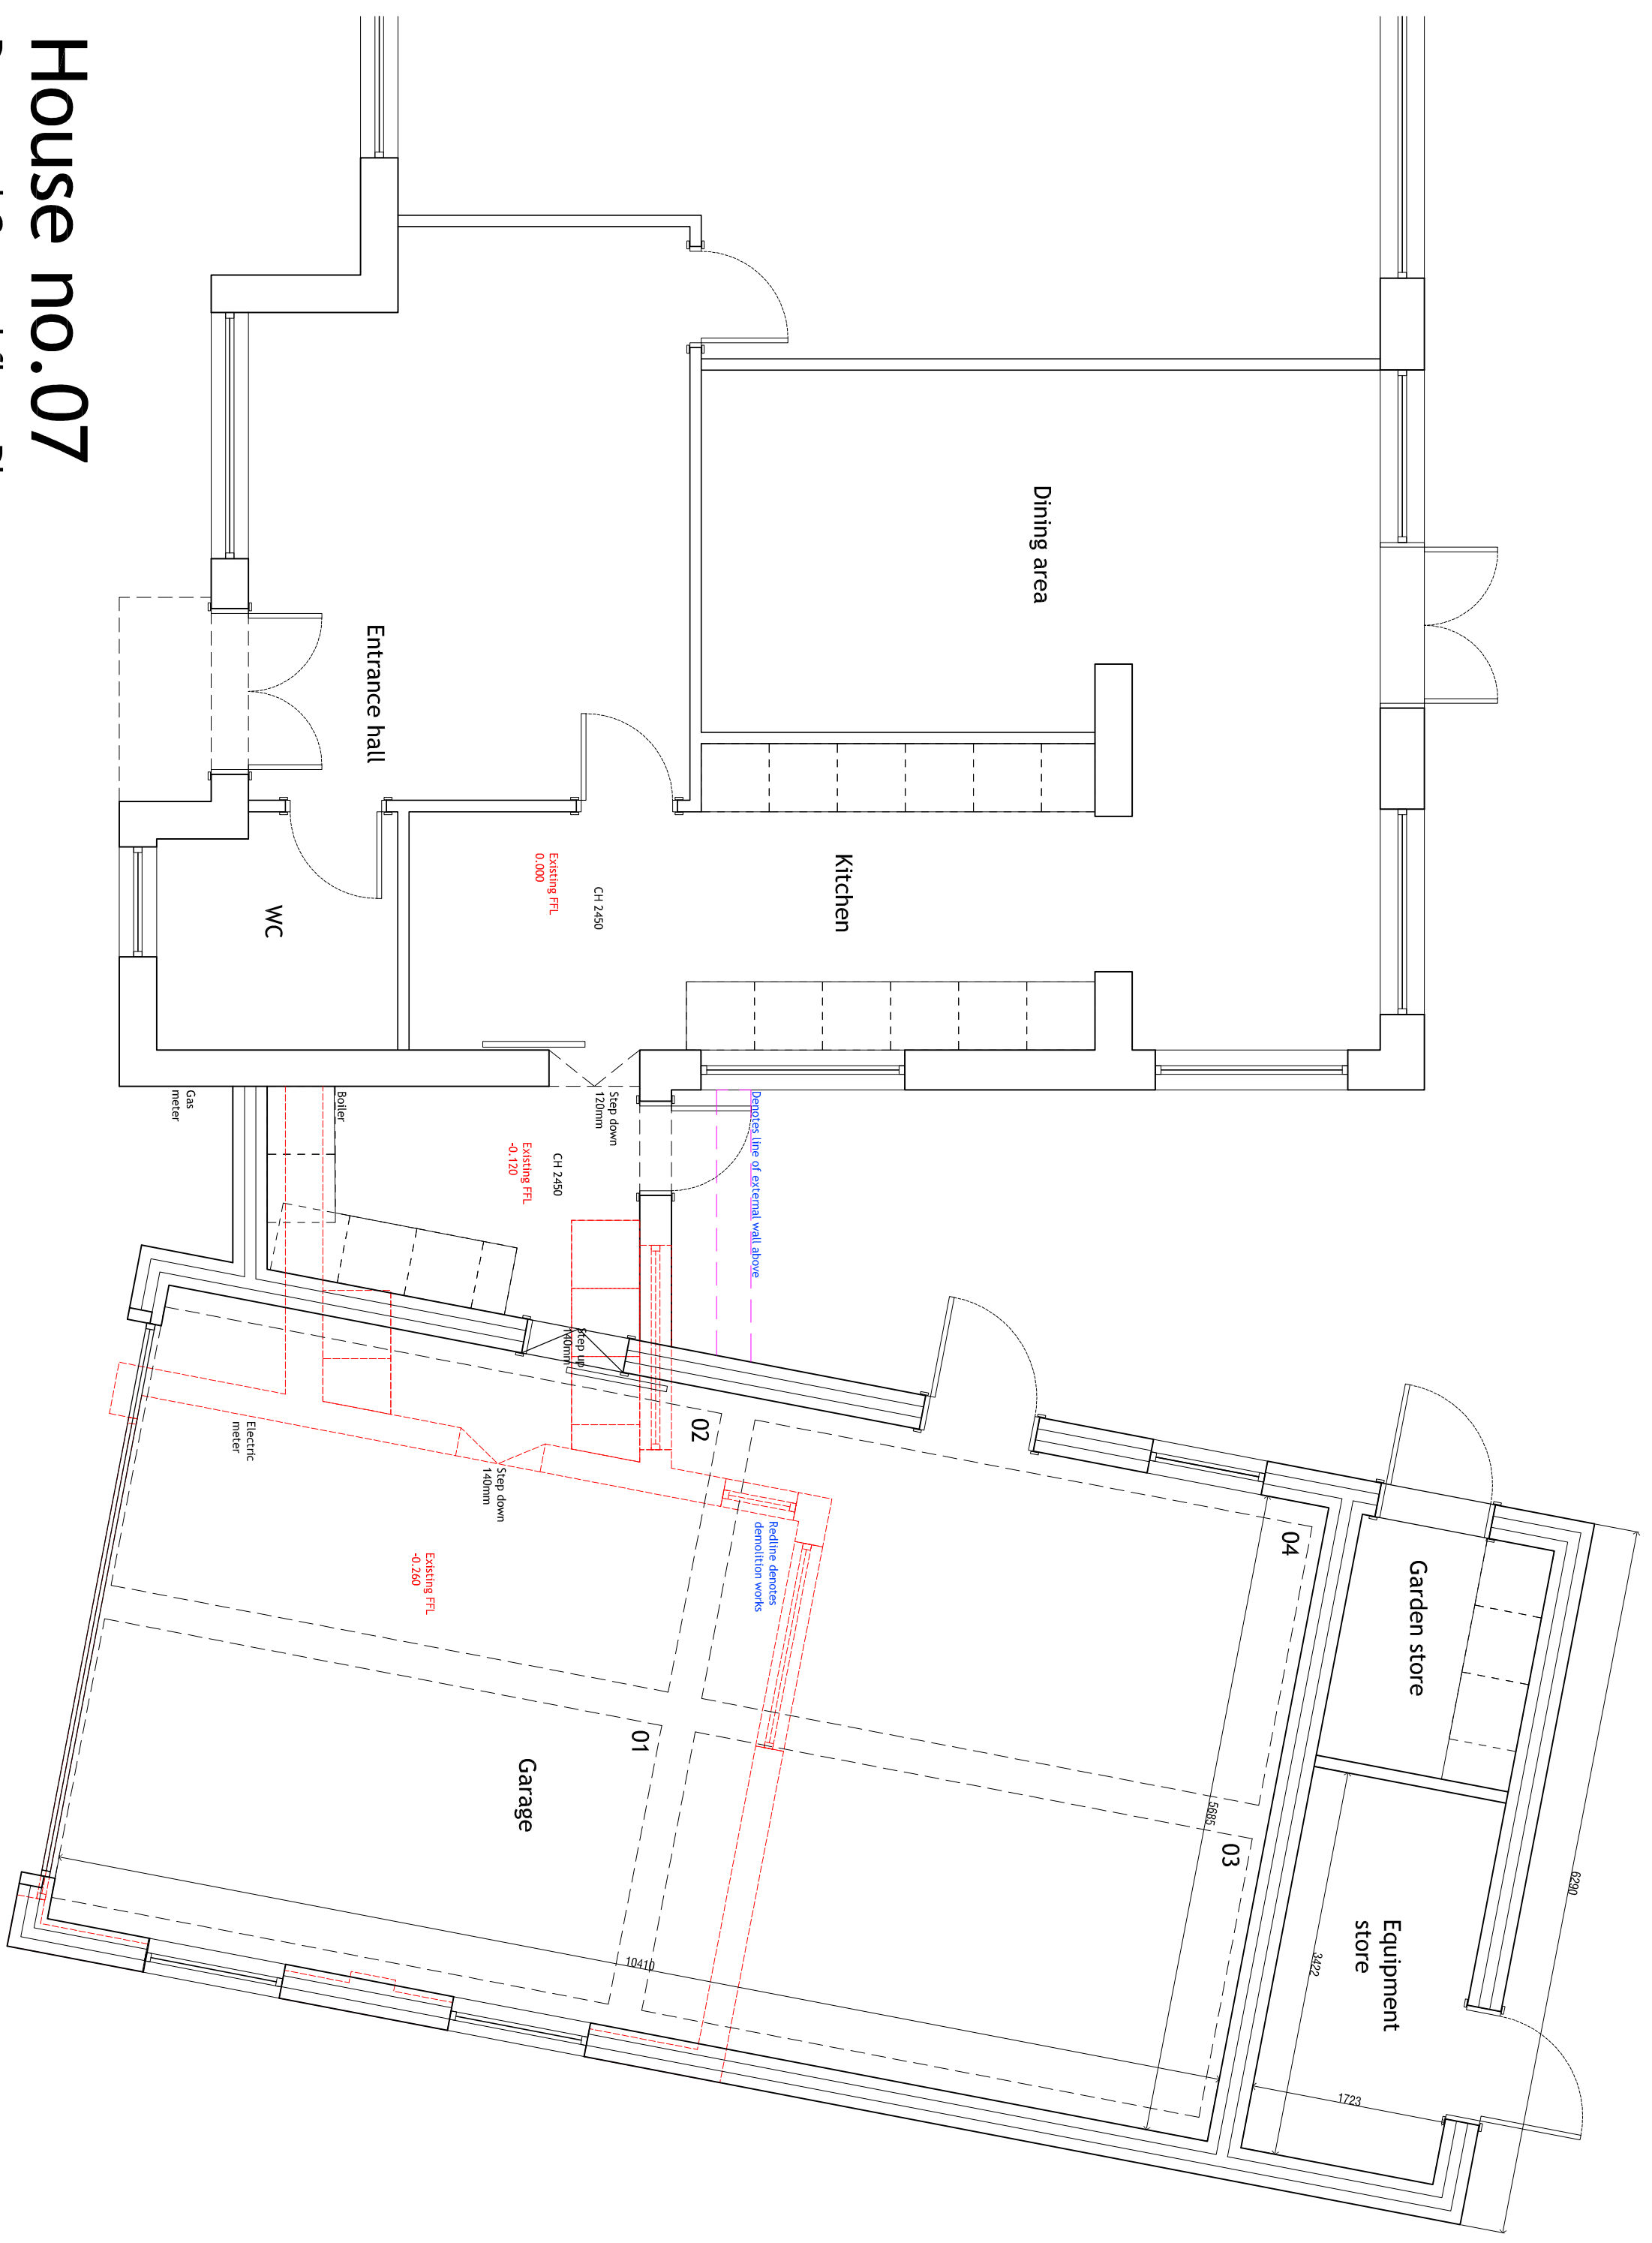 House no.07
Dining area
Entrance hall
Kitchen
CH 2450
Existing FFL
0.000
WC
Step down
120mm
Denotes line of external wall above
Boiler
Gas
meter
CH 2450
Existing FFL
-0.120
Step up
140mm
02
Electric
meter
Step down
140mm
Redline denotes
demolition works
Existing FFL
-0.260
04
Garden store
01
Garage
5685
03
6290
Equipment
store
3422
10410
1723